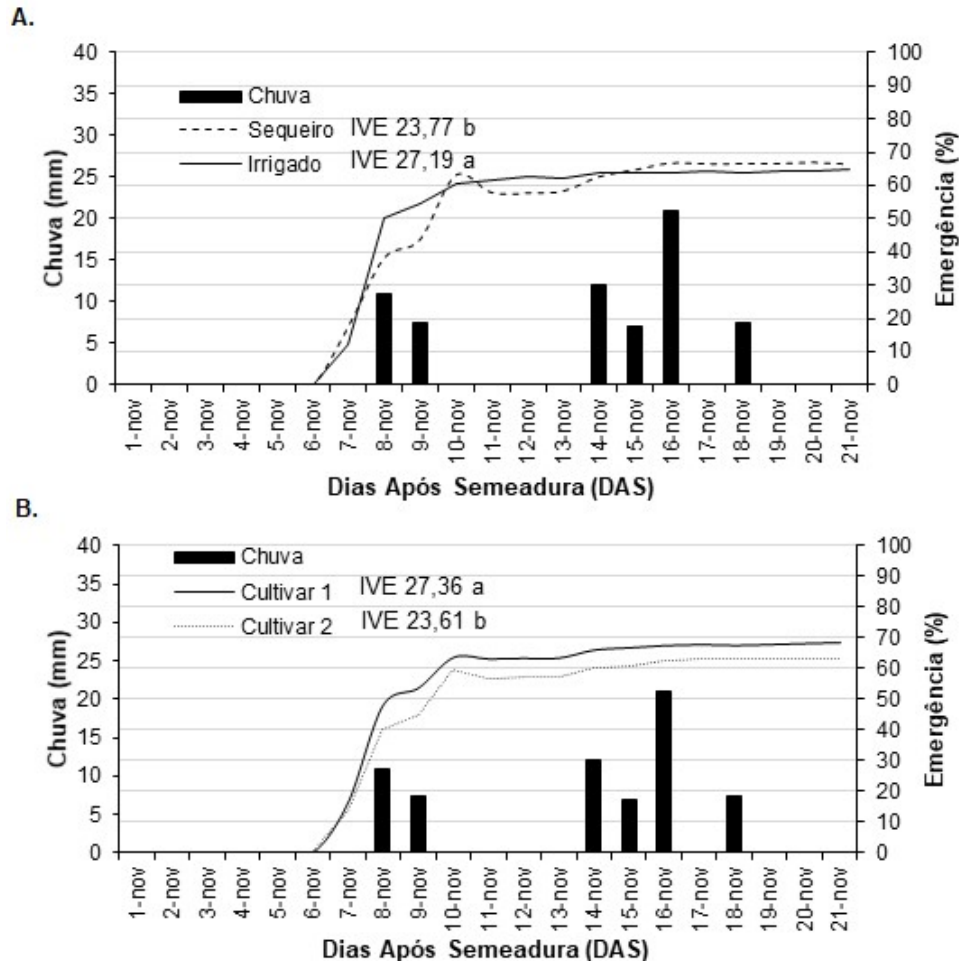 A.
40
35
30
25
20
15
10
5
0
Chuva (mm)
Chuva
Sequeiro IVE 23,77 b
Irrigado IVE 27,19 a
100
90
80
70
60
50
40
30
20
10
0
Emergência (%)
1-nov
2-nov
3-nov
4-nov
5-nov
6-nov
7-nov
8-nov
9-nov
10-nov
11-nov
12-nov
13-nov
14-nov
15-nov
16-nov
17-nov
18-nov
19-nov
20-nov
21-nov
Dias Após Semeadura (DAS)
B.
40
35
30
25
20
15
10
5
0
Chuva (mm)
Chuva
Cultivar 1 IVE 27,36 a
Cultivar 2 IVE 23,61 b
100
90
80
70
60
50
40
30
20
10
0
Emergência (%)
1-nov
2-nov
3-nov
4-nov
5-nov
6-nov
7-nov
8-nov
9-nov
10-nov
11-nov
12-nov
13-nov
14-nov
15-nov
16-nov
17-nov
18-nov
19-nov
20-nov
21-nov
Dias Após Semeadura (DAS)